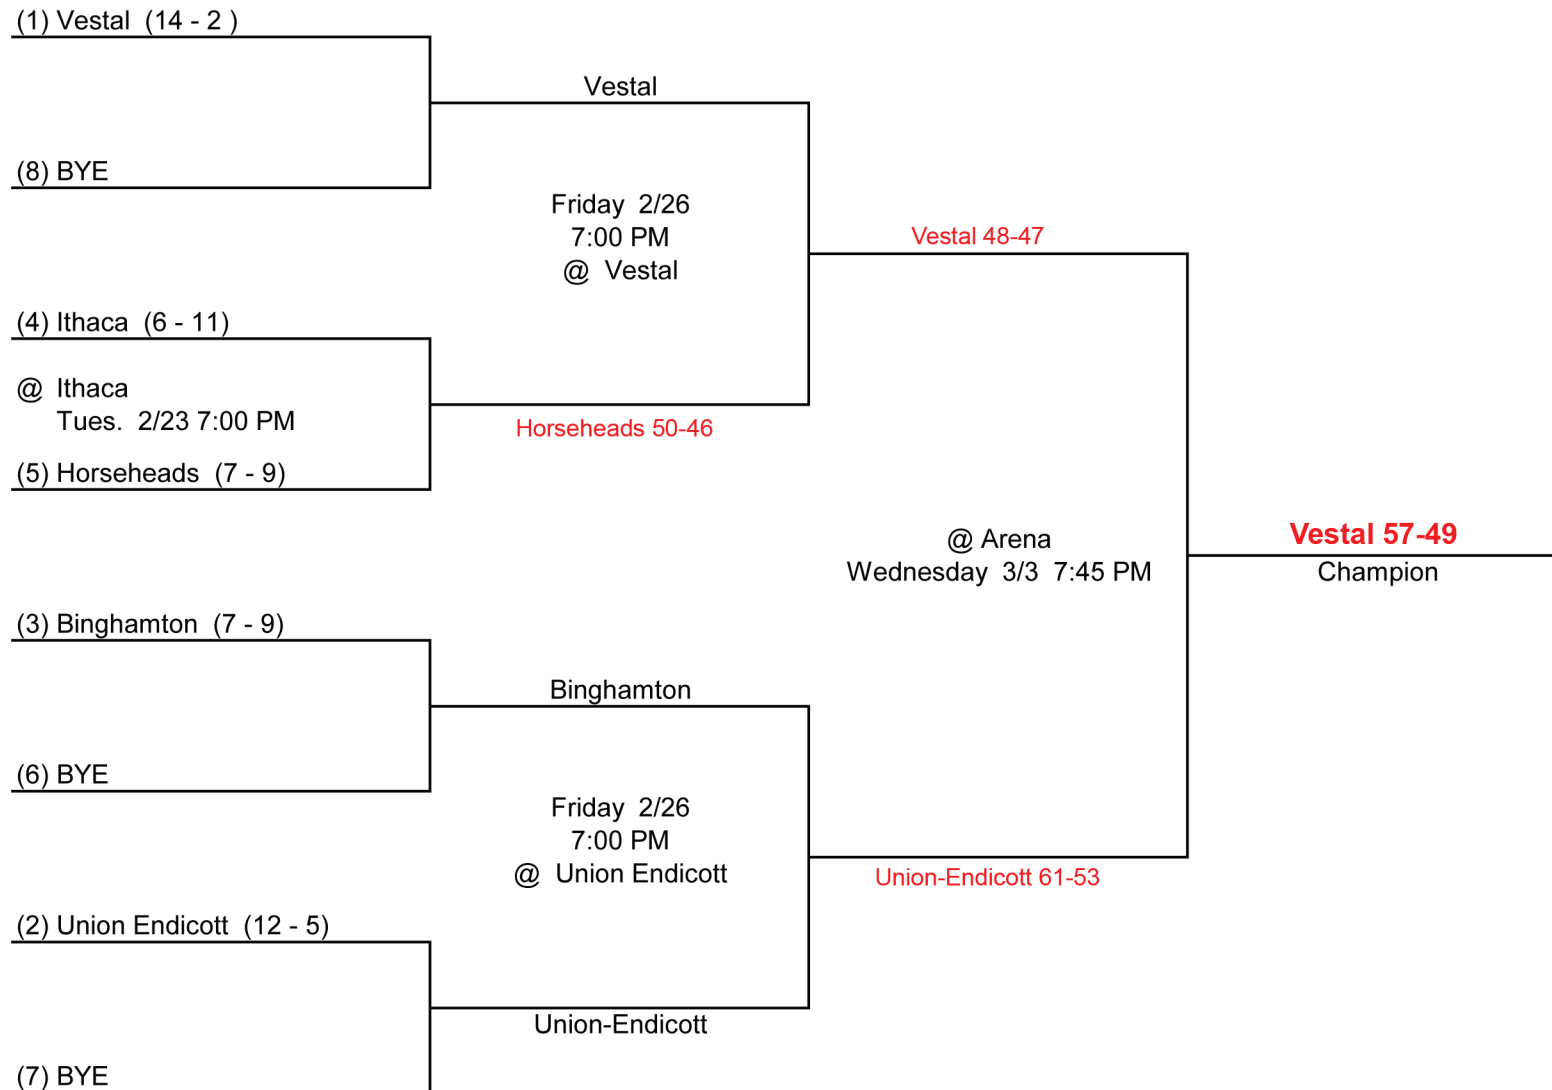 (1) Vestal (14 - 2 )
Vestal
(8) BYE
Friday 2/26
7:00 PM
@ Vestal
Vestal 48-47
(4) Ithaca (6 - 11)
@ Ithaca
Tues. 2/23 7:00 PM
Horseheads 50-46
(5) Horseheads (7 - 9)
@ Arena
Wednesday 3/3 7:45 PM
Vestal 57-49
Champion
(3) Binghamton (7 - 9)
Binghamton
(6) BYE
Friday 2/26
7:00 PM
@ Union Endicott
Union-Endicott 61-53
(2) Union Endicott (12 - 5)
Union-Endicott
(7) BYE